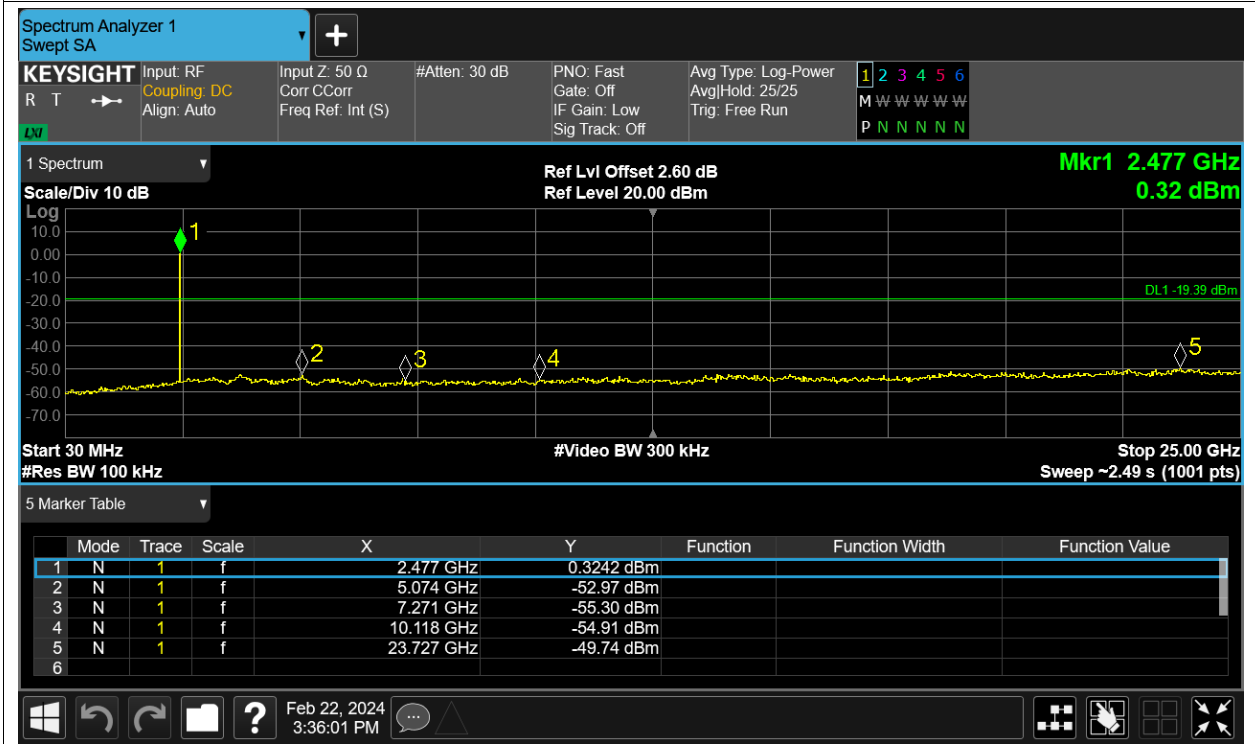 Spectrum Analyzer 1
Swept SA
+
KEYSIGHT
R T
LXI
Input: RF
Coupling: DC
Align: Auto
Input Z: 50 Ω
Corr CCorr
Freq Ref: Int (S)
#Atten: 30 dB
PNO: Fast
Gate: Off
IF Gain: Low
Sig Track: Off
Avg Type: Log-Power
Avg|Hold: 25/25
Trig: Free Run
1 2 3 4 5 6
M W W W W W
P N N N N N
1 Spectrum
Scale/Div 10 dB
Ref Lvl Offset 2.60 dB
Ref Level 20.00 dBm
Mkr1 2.477 GHz
0.32 dBm
Log
10.0
0.00
-10.0
-20.0
-30.0
-40.0
-50.0
-60.0
-70.0
1
2
3
4
5
DL1 -19.39 dBm
Start 30 MHz
#Res BW 100 kHz
#Video BW 300 kHz
Stop 25.00 GHz
Sweep ~2.49 s (1001 pts)
5 Marker Table
Mode Trace Scale X Y Function Function Width Function Value
1 N 1 f 2.477 GHz 0.3242 dBm
2 N 1 f 5.074 GHz -52.97 dBm
3 N 1 f 7.271 GHz -55.30 dBm
4 N 1 f 10.118 GHz -54.91 dBm
5 N 1 f 23.727 GHz -49.74 dBm
6
?
Feb 22, 2024
3:36:01 PM